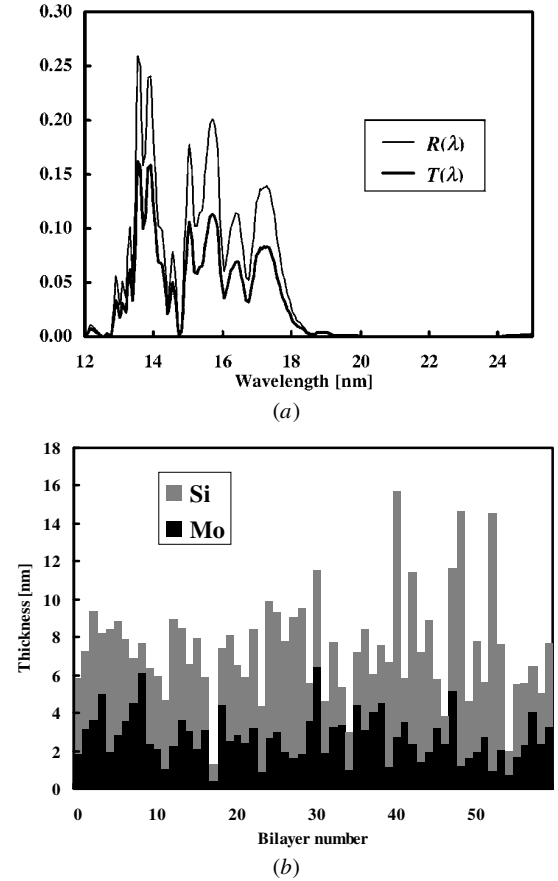 0.30
0.25
0.20
0.15
0.10
0.05
0.00
R(λ)
T(λ)
12 14 16 18 20 22 24
Wavelength [nm]
(a)
18
16
14
12
10
8
6
4
2
0
Thickness [nm]
Si
Mo
0 10 20 30 40 50
Bilayer number
(b)